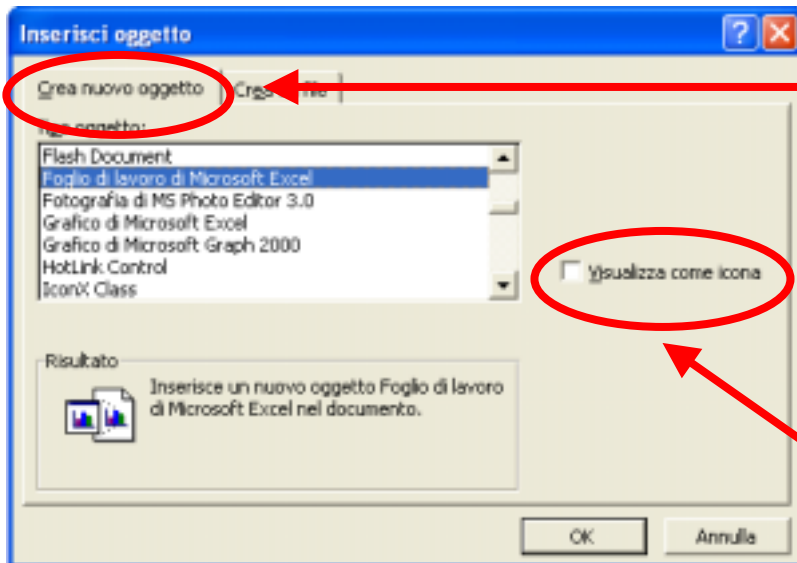 Inserisci oggetto
Crea nuovo oggetto
file
oggetto:
Flash Document
Foglio di lavoro di Microsoft Excel
Fotografia di MS Photo Editor 3.0
Grafico di Microsoft Excel
Grafico di Microsoft Graph 2000
HotLink Control
IconX Class
Visualizza come icona
Risultato
Inserisce un nuovo oggetto Foglio di lavoro
di Microsoft Excel nel documento.
OK
Annulla